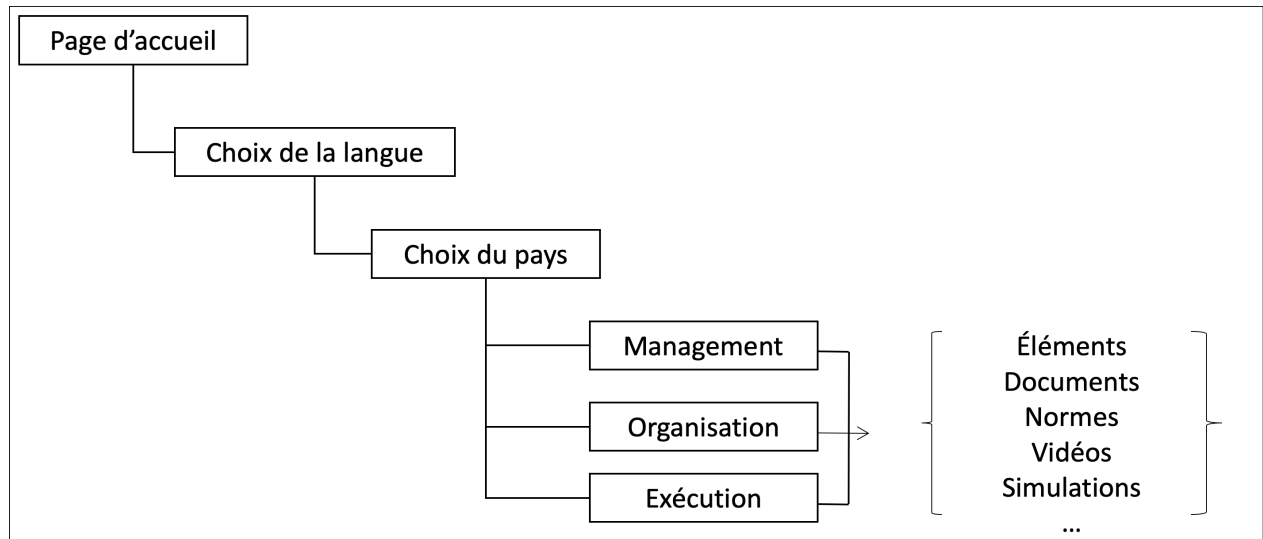 Page d’accueil
Choix de la langue
Choix du pays
Management
Organisation
Exécution
Éléments
Documents
Normes
Vidéos
Simulations
...